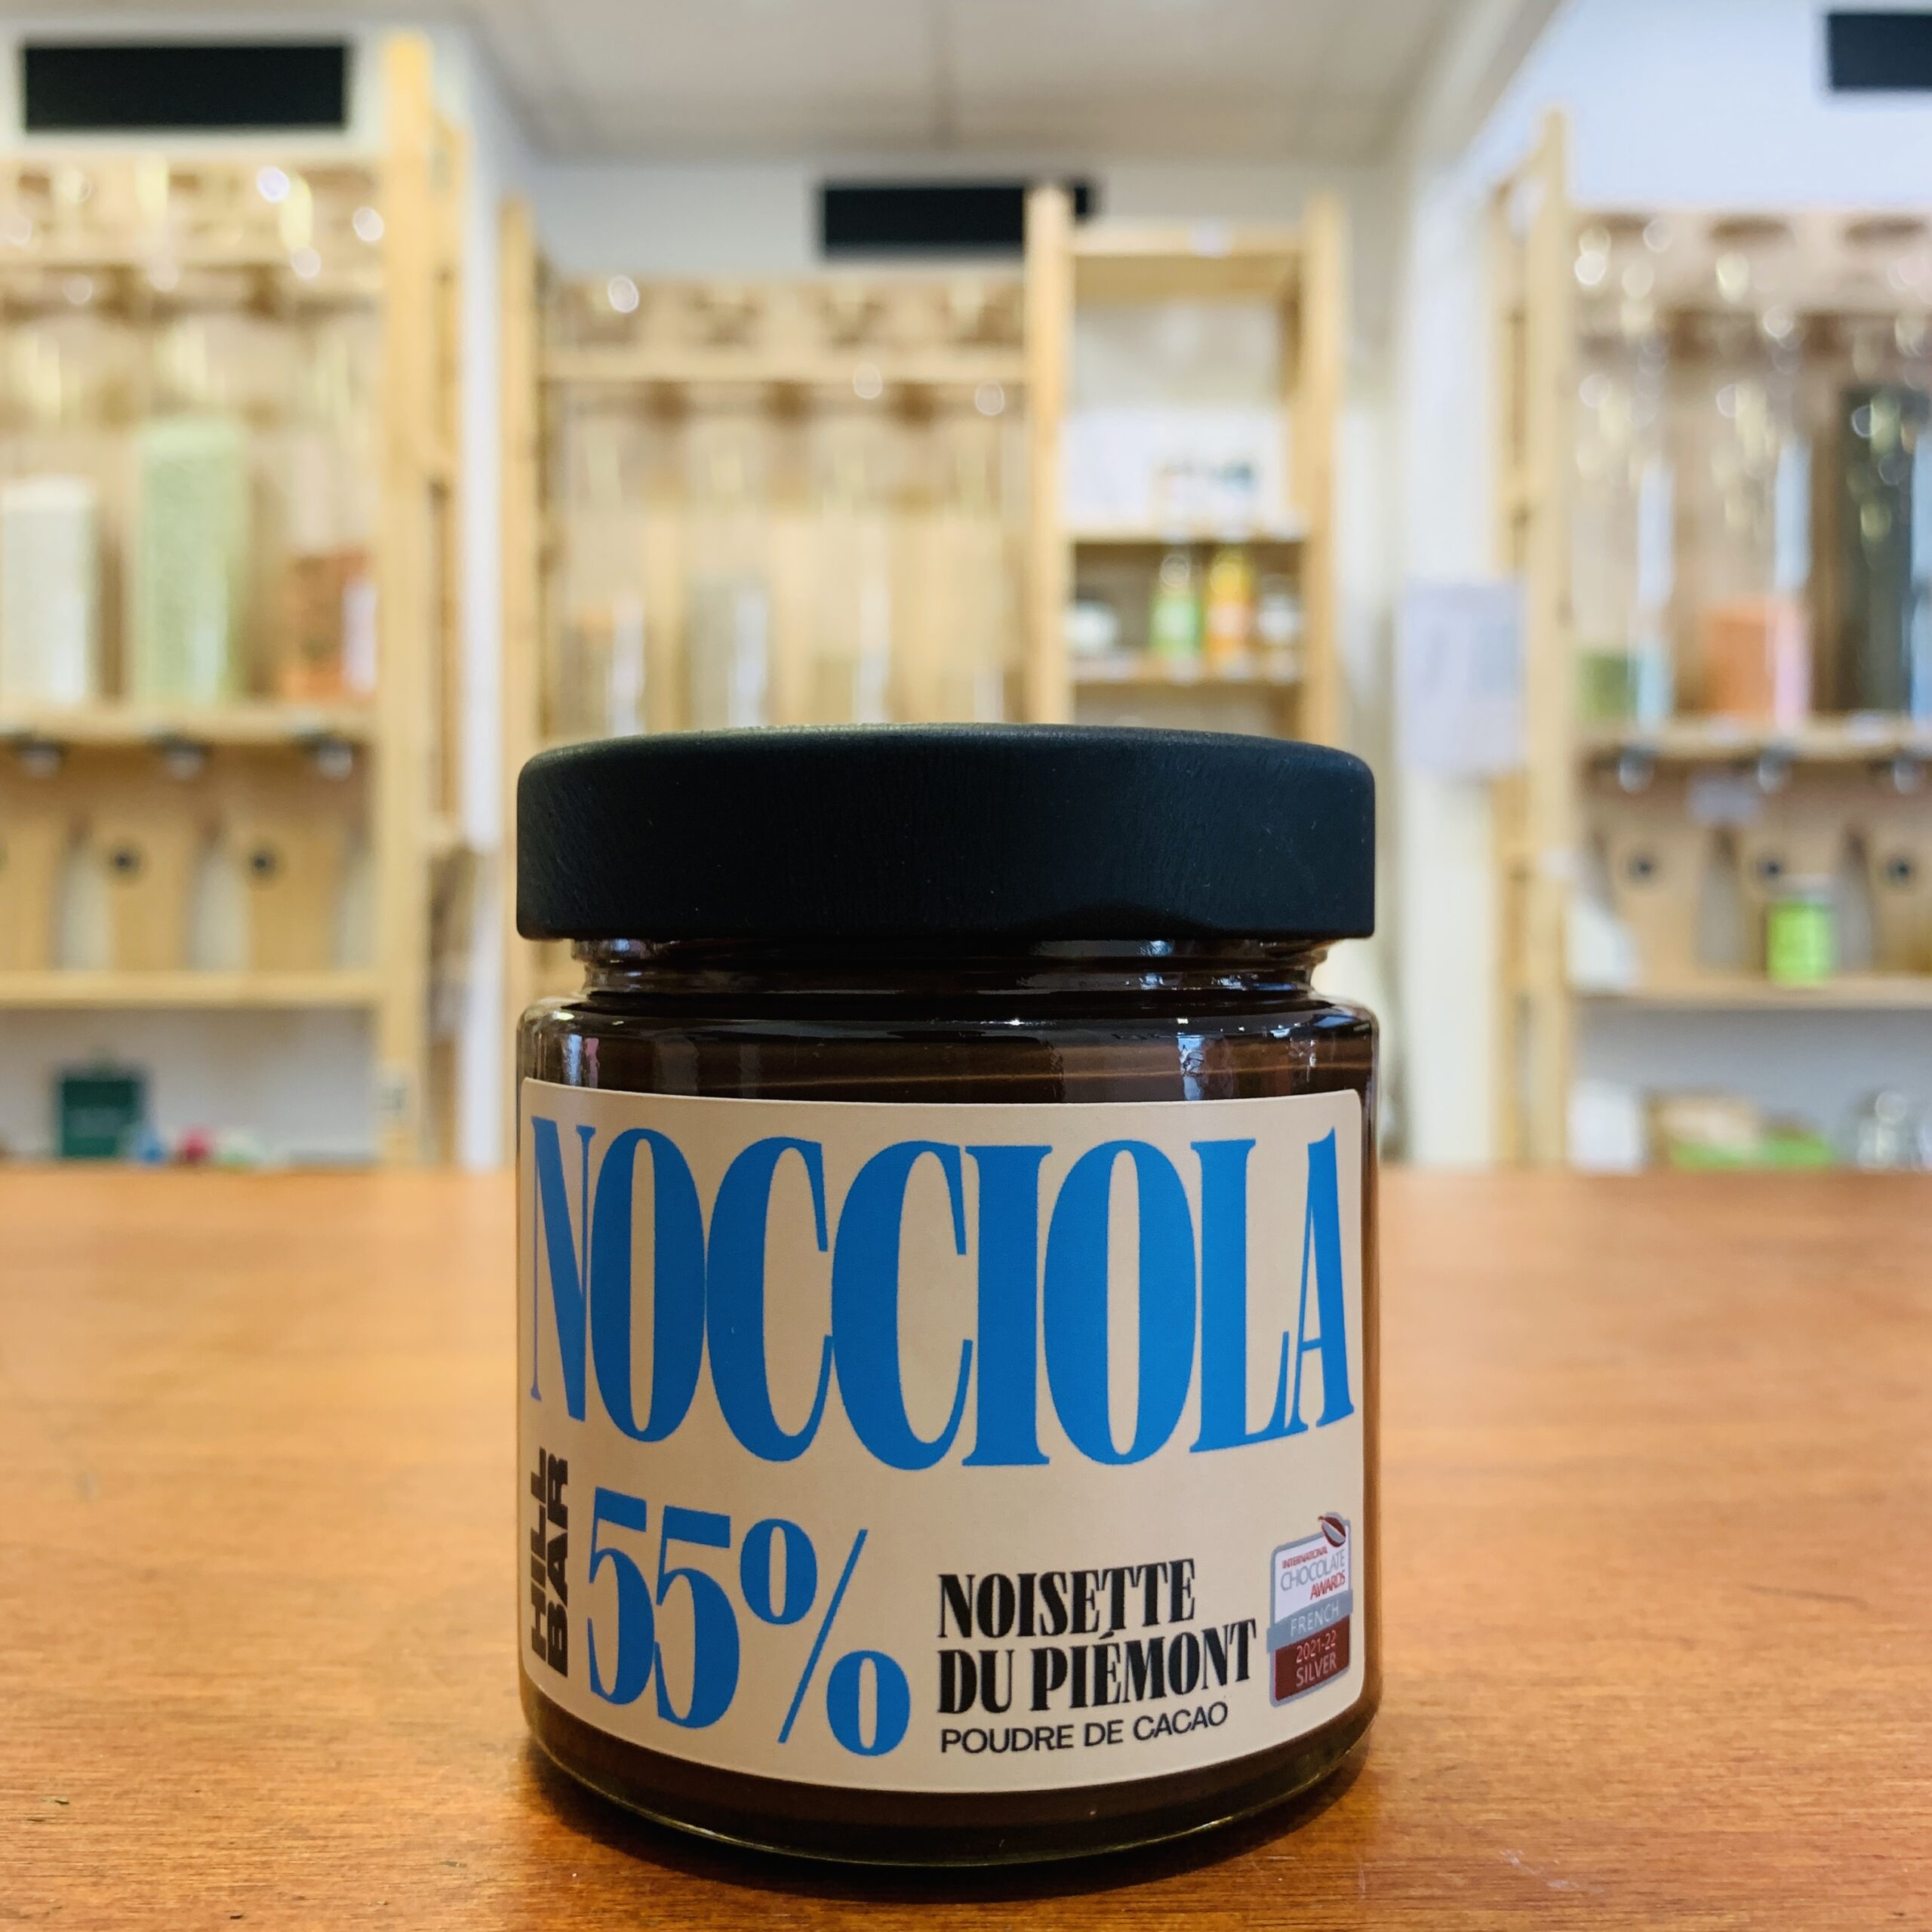 NOCCIOLA
HILL
BAR
55%
NOISETTE
DU PIÉMONT
POUDRE DE CACAO
INTERNATIONAL
CHOCOLATE
AWARDS
FRENCH
2021-22
SILVER